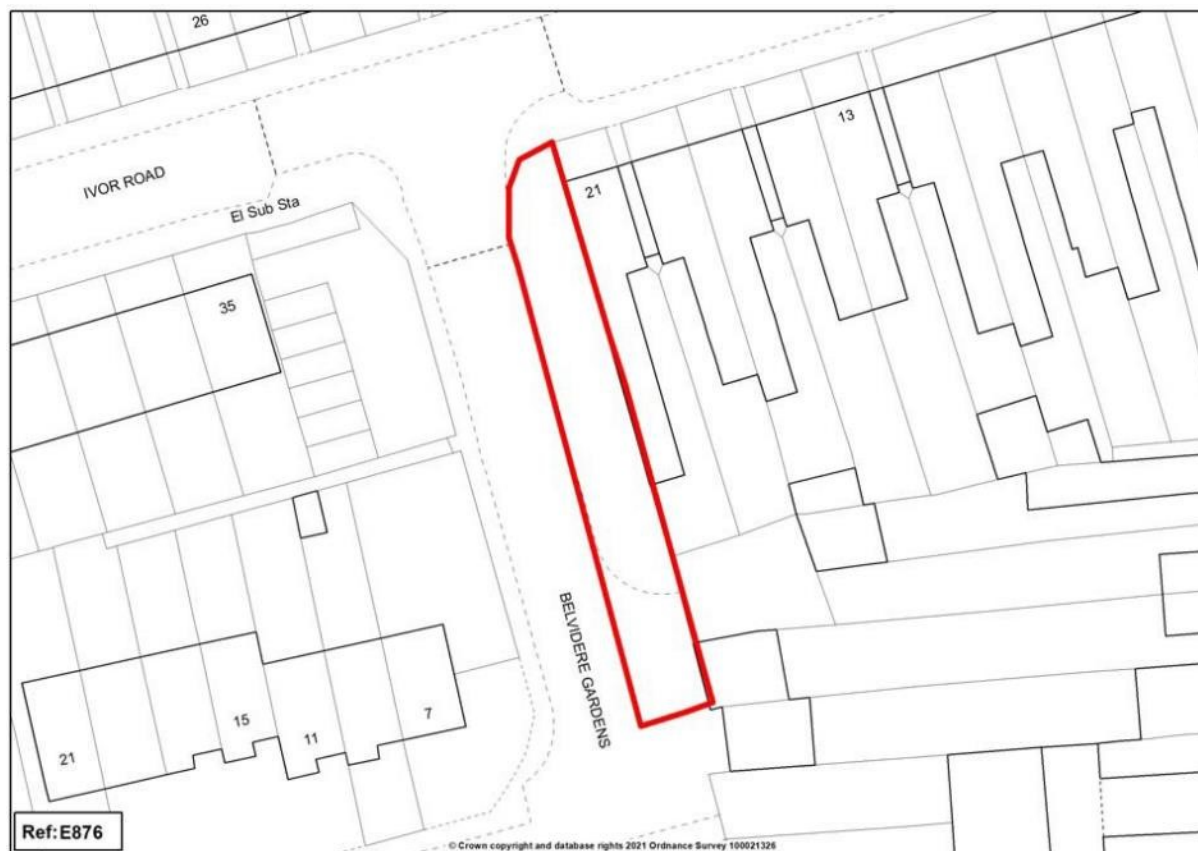 26
13
IVOR ROAD
21
El Sub Sta
35
BELVIDERE GARDENS
7
15
11
21
Ref:E876
© Crown copyright and database rights 2021 Ordnance Survey 100021326